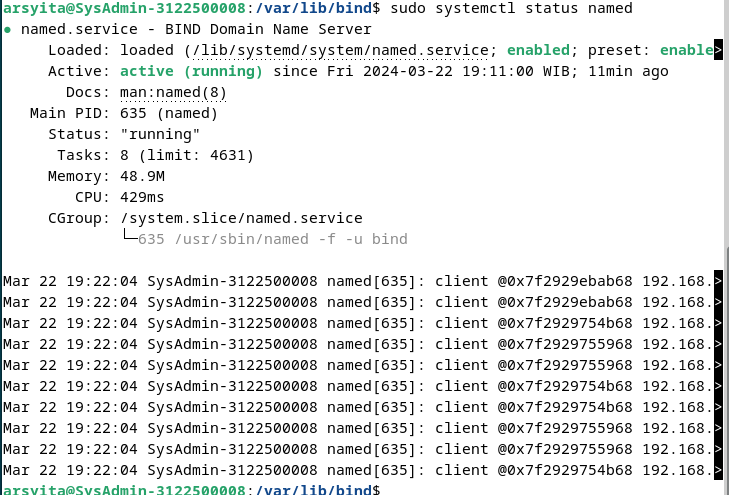 arsyita@SysAdmin-3122500008:/var/lib/bind$ sudo systemctl status named
● named.service - BIND Domain Name Server
     Loaded: loaded (/lib/systemd/system/named.service; enabled; preset: enable>
     Active: active (running) since Fri 2024-03-22 19:11:00 WIB; 11min ago
       Docs: man:named(8)
   Main PID: 635 (named)
     Status: "running"
      Tasks: 8 (limit: 4631)
     Memory: 48.9M
        CPU: 429ms
     CGroup: /system.slice/named.service
             └─635 /usr/sbin/named -f -u bind

Mar 22 19:22:04 SysAdmin-3122500008 named[635]: client @0x7f2929ebab68 192.168.>
Mar 22 19:22:04 SysAdmin-3122500008 named[635]: client @0x7f2929ebab68 192.168.>
Mar 22 19:22:04 SysAdmin-3122500008 named[635]: client @0x7f2929754b68 192.168.>
Mar 22 19:22:04 SysAdmin-3122500008 named[635]: client @0x7f2929755968 192.168.>
Mar 22 19:22:04 SysAdmin-3122500008 named[635]: client @0x7f2929755968 192.168.>
Mar 22 19:22:04 SysAdmin-3122500008 named[635]: client @0x7f2929754b68 192.168.>
Mar 22 19:22:04 SysAdmin-3122500008 named[635]: client @0x7f2929754b68 192.168.>
Mar 22 19:22:04 SysAdmin-3122500008 named[635]: client @0x7f2929755968 192.168.>
Mar 22 19:22:04 SysAdmin-3122500008 named[635]: client @0x7f2929755968 192.168.>
Mar 22 19:22:04 SysAdmin-3122500008 named[635]: client @0x7f2929754b68 192.168.>
arsyita@SysAdmin-3122500008:/var/lib/bind$